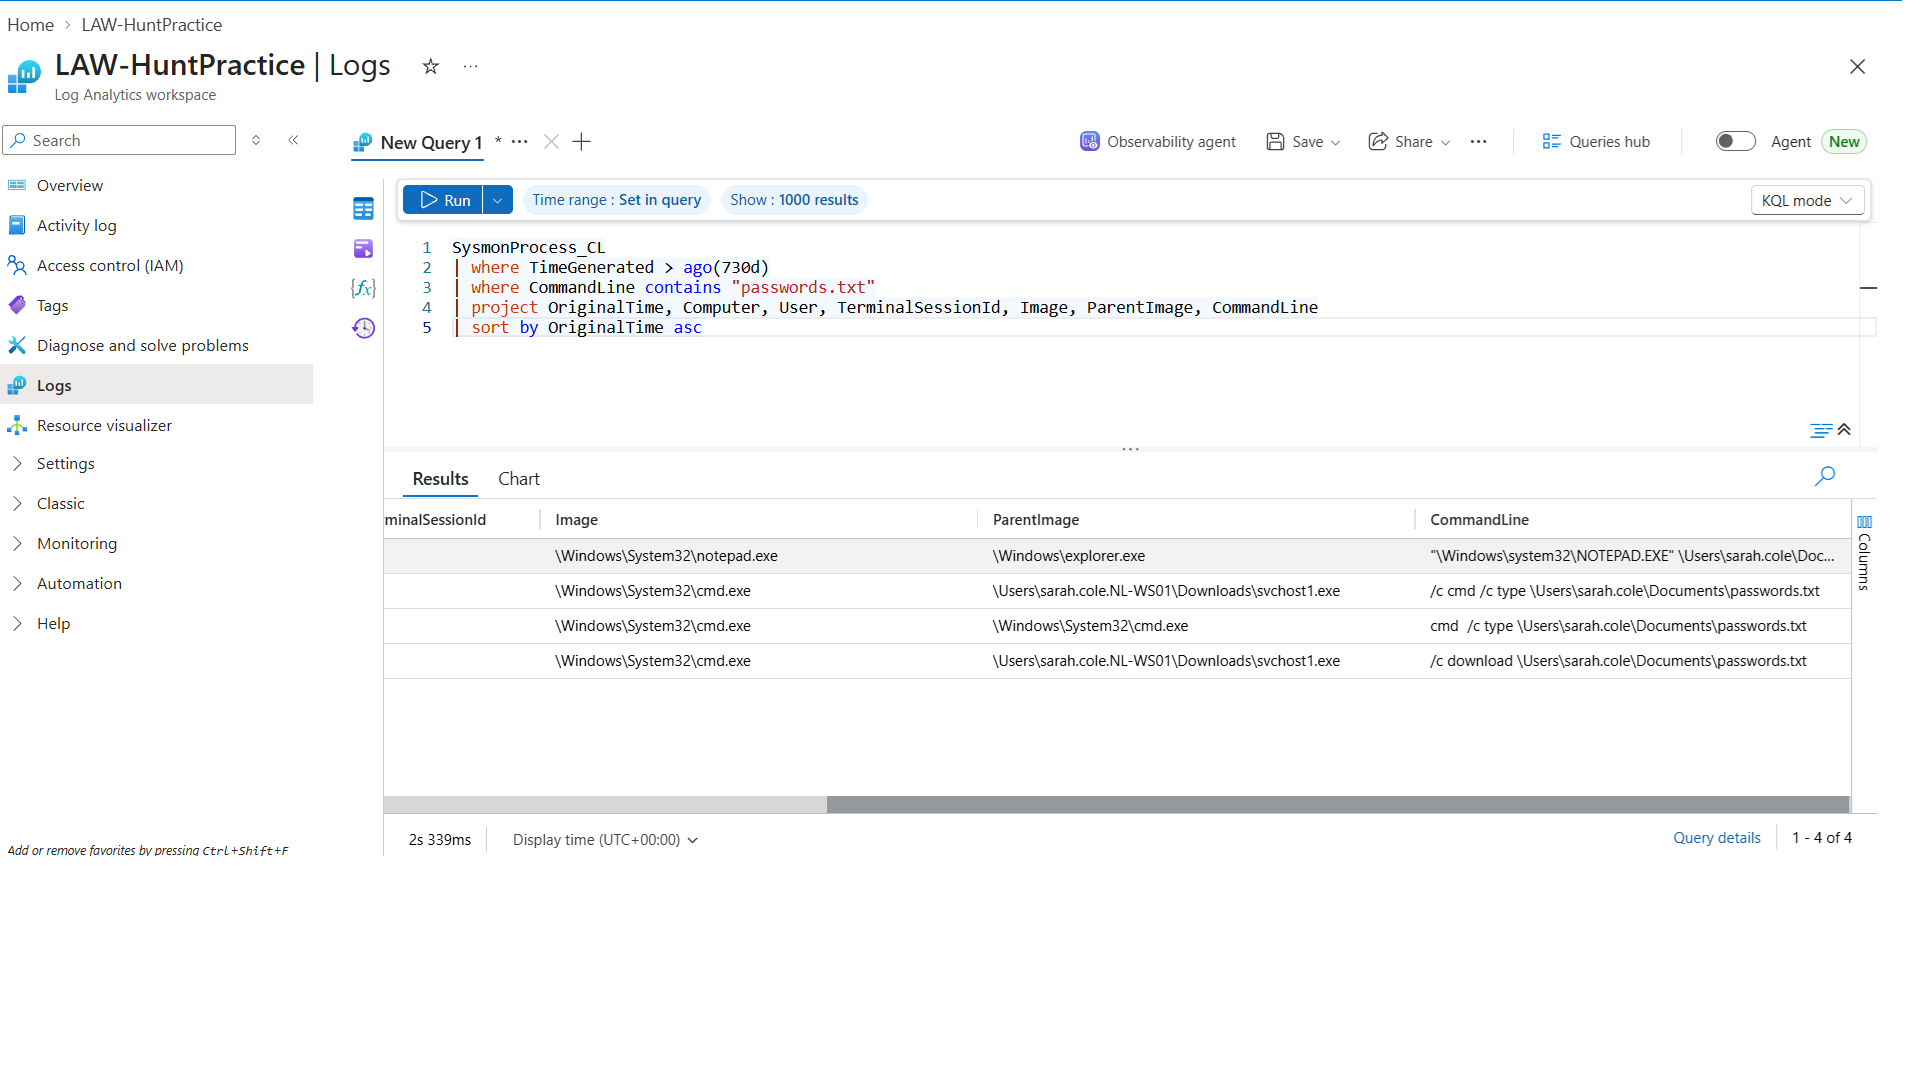 Home > LAW-HuntPractice
LAW-HuntPractice | Logs
Log Analytics workspace
Search
Overview
Activity log
Access control (IAM)
Tags
Diagnose and solve problems
Logs
Resource visualizer
Settings
Classic
Monitoring
Automation
Help
Add or remove favorites by pressing Ctrl+Shift+F
New Query 1 *
Observability agent
Save
Share
Queries hub
Agent
New
Run
Time range : Set in query
Show : 1000 results
KQL mode
1 SysmonProcess_CL
2 | where TimeGenerated > ago(730d)
3 | where CommandLine contains "passwords.txt"
4 | project OriginalTime, Computer, User, TerminalSessionId, Image, ParentImage, CommandLine
5 | sort by OriginalTime asc
Results Chart
rminalSessionId Image ParentImage CommandLine
\Windows\System32\notepad.exe \Windows\explorer.exe "\Windows\system32\NOTEPAD.EXE" \Users\sarah.cole\Doc...
\Windows\System32\cmd.exe \Users\sarah.cole.NL-WS01\Downloads\svchost1.exe /c cmd /c type \Users\sarah.cole\Documents\passwords.txt
\Windows\System32\cmd.exe \Windows\System32\cmd.exe cmd  /c type \Users\sarah.cole\Documents\passwords.txt
\Windows\System32\cmd.exe \Users\sarah.cole.NL-WS01\Downloads\svchost1.exe /c download \Users\sarah.cole\Documents\passwords.txt
Columns
2s 339ms
Display time (UTC+00:00)
Query details
1 - 4 of 4